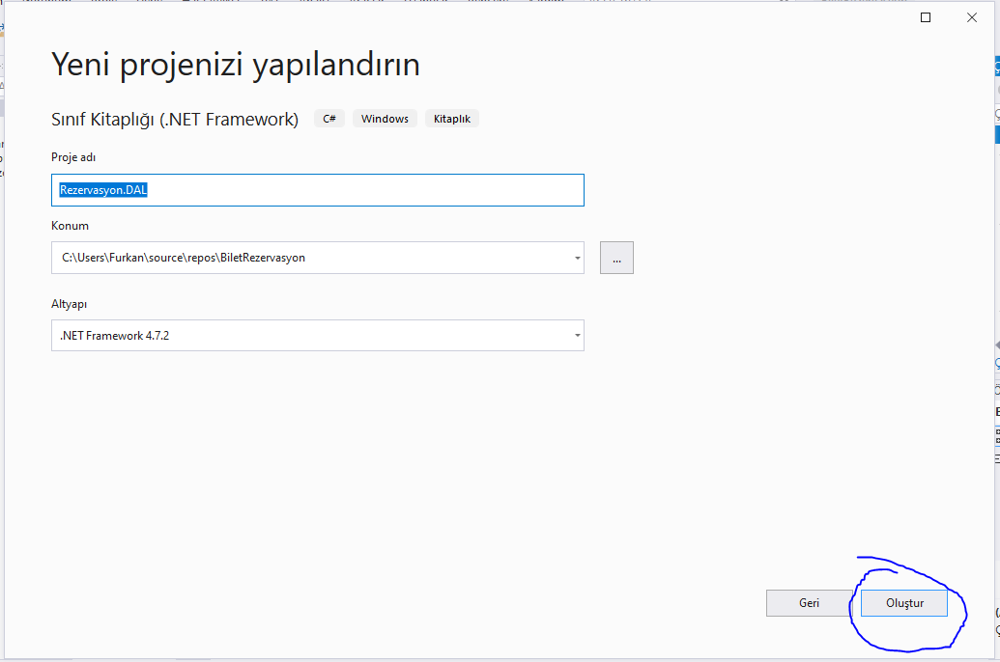 Yeni projenizi yapılandırın
Sınıf Kitaplığı (.NET Framework) C# Windows Kitaplık
Proje adı
Rezervasyon.DAL
Konum
C:\Users\Furkan\source\repos\BiletRezervasyon
...
Altyapı
.NET Framework 4.7.2
Geri Oluştur